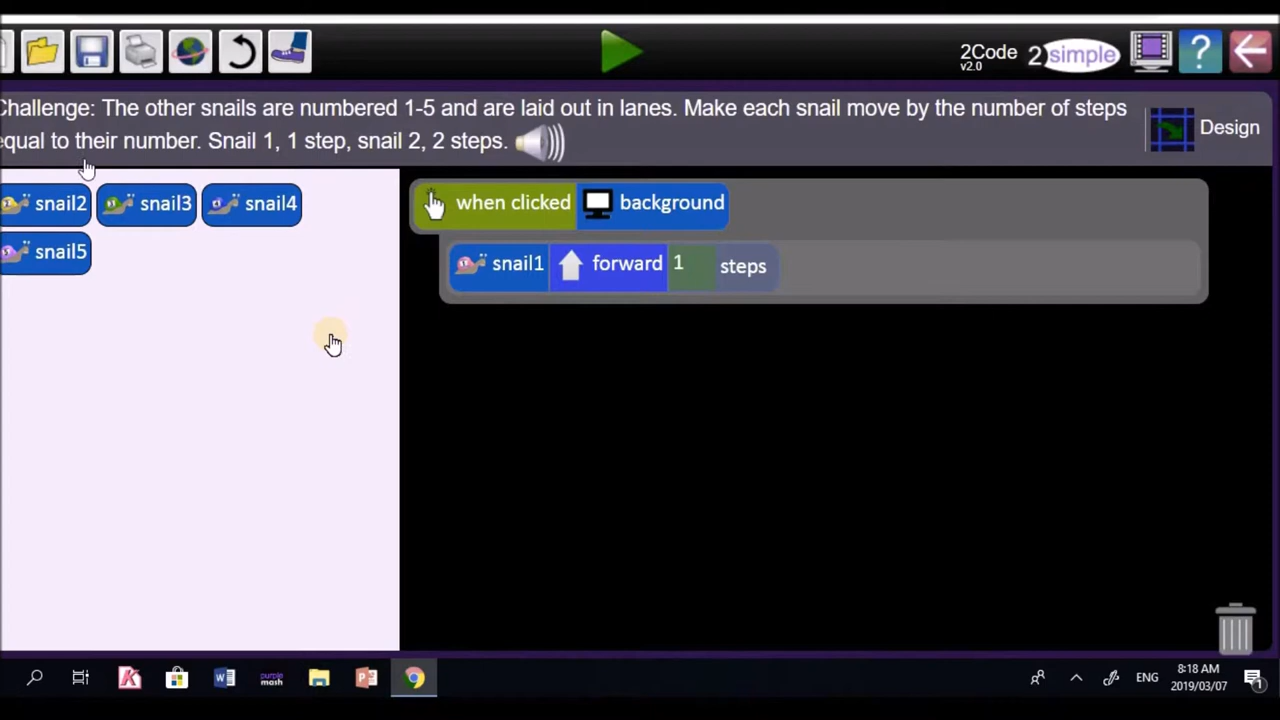 2Code
v2.0
2simple
?
Challenge: The other snails are numbered 1-5 and are laid out in lanes. Make each snail move by the number of steps
equal to their number. Snail 1, 1 step, snail 2, 2 steps.
Design
snail2 snail3 snail4
snail5
when clicked background
snail1 forward 1 steps
K W purple mash P
ENG
8:18 AM
2019/03/07
1